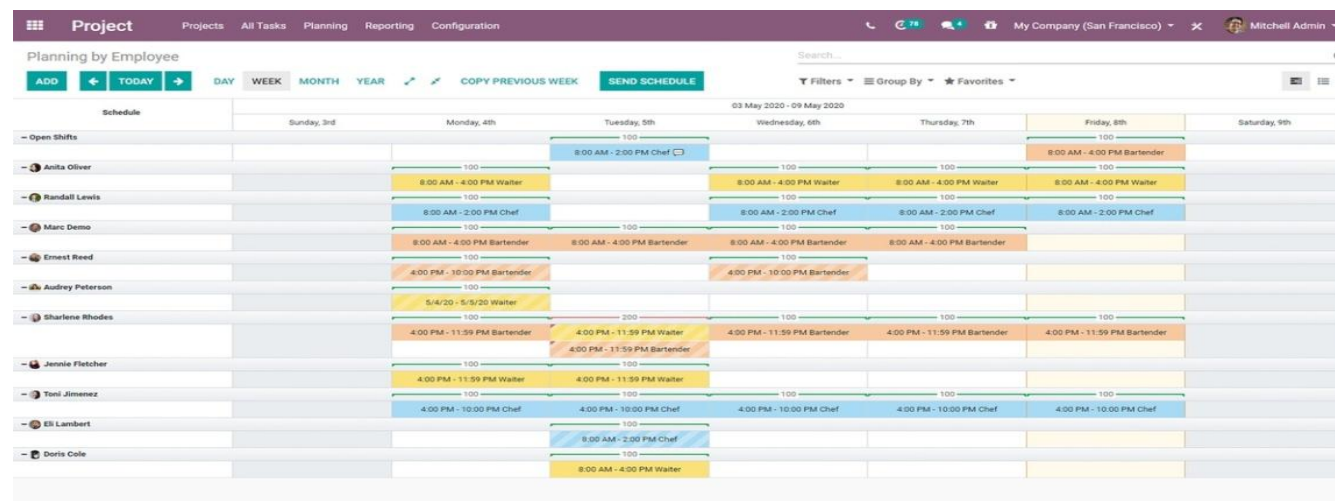 Project Projects All Tasks Planning Reporting Configuration 78 4 My Company (San Francisco) Mitchell Admin
Planning by Employee Search...
ADD TODAY DAY WEEK MONTH YEAR COPY PREVIOUS WEEK SEND SCHEDULE Filters Group By Favorites
Schedule 03 May 2020 - 09 May 2020
Sunday, 3rd Monday, 4th Tuesday, 5th Wednesday, 6th Thursday, 7th Friday, 8th Saturday, 9th
Open Shifts 100 100
8:00 AM - 2:00 PM Chef 8:00 AM - 4:00 PM Bartender
Anita Oliver 100 100 100 100
8:00 AM - 4:00 PM Waiter 8:00 AM - 4:00 PM Waiter 8:00 AM - 4:00 PM Waiter 8:00 AM - 4:00 PM Waiter
Randall Lewis 100 100 100 100
8:00 AM - 2:00 PM Chef 8:00 AM - 2:00 PM Chef 8:00 AM - 2:00 PM Chef 8:00 AM - 2:00 PM Chef
Marc Demo 100 100 100 100
8:00 AM - 4:00 PM Bartender 8:00 AM - 4:00 PM Bartender 8:00 AM - 4:00 PM Bartender 8:00 AM - 4:00 PM Bartender
Ernest Reed 100 100
4:00 PM - 10:00 PM Bartender 4:00 PM - 10:00 PM Bartender
Audrey Peterson 100
5/4/20 - 5/5/20 Waiter
Sharlene Rhodes 100 200 100 100 100
4:00 PM - 11:59 PM Bartender 4:00 PM - 11:59 PM Waiter 4:00 PM - 11:59 PM Bartender 4:00 PM - 11:59 PM Bartender 4:00 PM - 11:59 PM Bartender
4:00 PM - 11:59 PM Bartender
Jennie Fletcher 100 100
4:00 PM - 11:59 PM Waiter 4:00 PM - 11:59 PM Waiter
Toni Jimenez 100 100 100 100 100
4:00 PM - 10:00 PM Chef 4:00 PM - 10:00 PM Chef 4:00 PM - 10:00 PM Chef 4:00 PM - 10:00 PM Chef 4:00 PM - 10:00 PM Chef
Eli Lambert 100
8:00 AM - 2:00 PM Chef
Doris Cole 100
8:00 AM - 4:00 PM Waiter